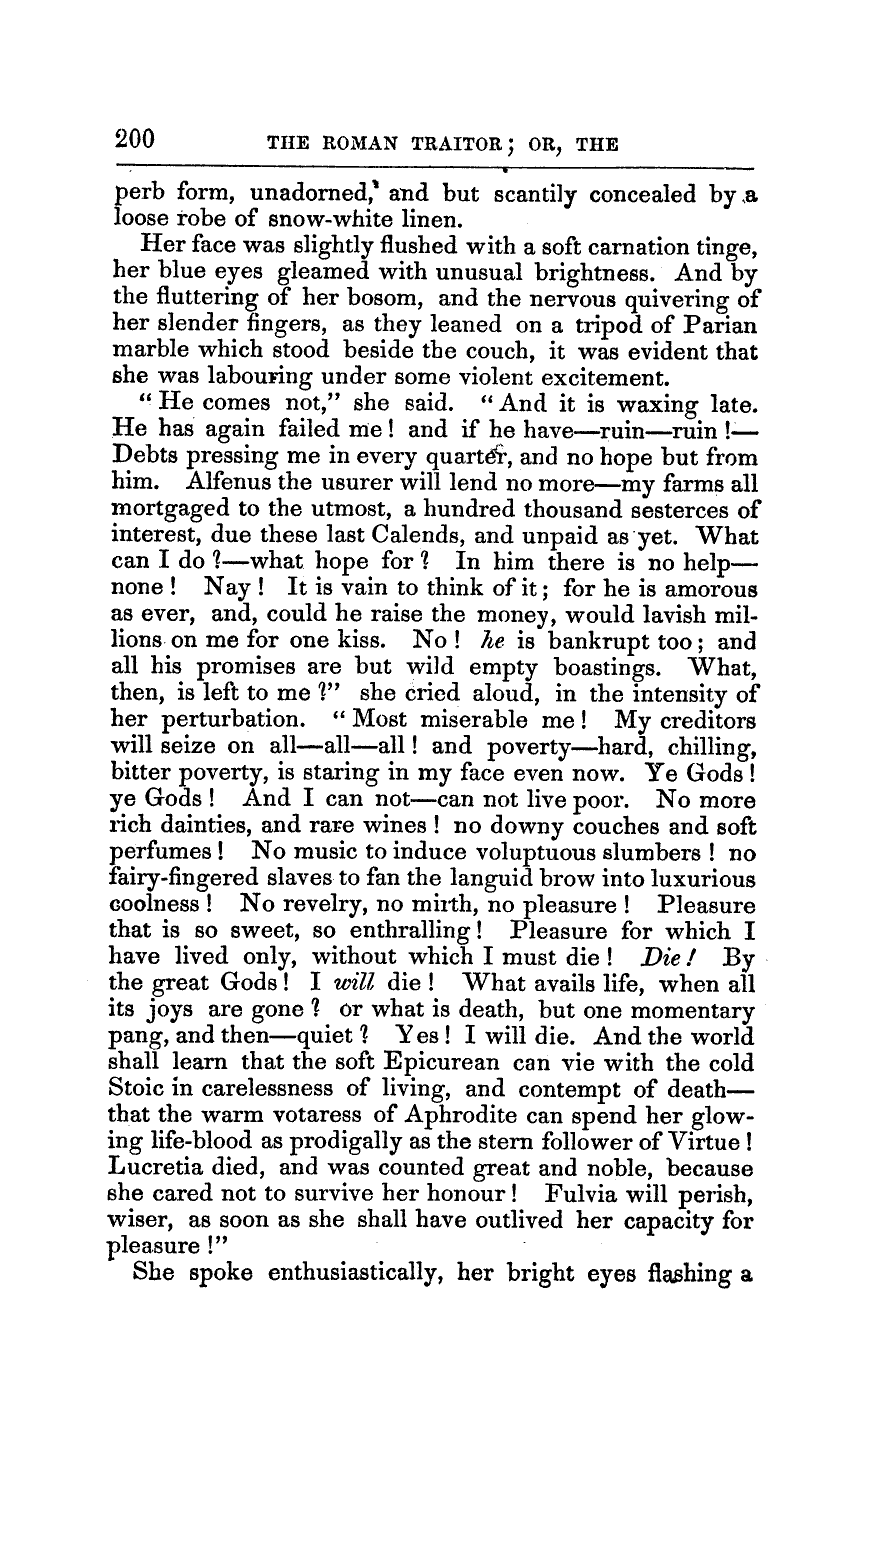 200 THE ROMAN TRAITOR; OR, THE
perb form, unadorned, and but scantily concealed by a
loose robe of snow-white linen.
Her face was slightly flushed with a soft carnation tinge,
her blue eyes gleamed with unusual brightness. And by
the fluttering of her bosom, and the nervous quivering of
her slender fingers, as they leaned on a tripod of Parian
marble which stood beside the couch, it was evident that
she was labouring under some violent excitement.
"He comes not," she said. "And it is waxing late.
He has again failed me! and if he have—ruin—ruin!—
Debts pressing me in every quarter, and no hope but from
him. Alfenus the usurer will lend no more—my farms all
mortgaged to the utmost, a hundred thousand sesterces of
interest, due these last Calends, and unpaid as yet. What
can I do?—what hope for? In him there is no help—
none! Nay! It is vain to think of it; for he is amorous
as ever, and, could he raise the money, would lavish mil-
lions on me for one kiss. No! he is bankrupt too; and
all his promises are but wild empty boastings. What,
then, is left to me?" she cried aloud, in the intensity of
her perturbation. "Most miserable me! My creditors
will seize on all—all—all! and poverty—hard, chilling,
bitter poverty, is staring in my face even now. Ye Gods!
ye Gods! And I can not—can not live poor. No more
rich dainties, and rare wines! no downy couches and soft
perfumes! No music to induce voluptuous slumbers! no
fairy-fingered slaves to fan the languid brow into luxurious
coolness! No revelry, no mirth, no pleasure! Pleasure
that is so sweet, so enthralling! Pleasure for which I
have lived only, without which I must die! Die! By
the great Gods! I will die! What avails life, when all
its joys are gone? or what is death, but one momentary
pang, and then—quiet? Yes! I will die. And the world
shall learn that the soft Epicurean can vie with the cold
Stoic in carelessness of living, and contempt of death—
that the warm votaress of Aphrodite can spend her glow-
ing life-blood as prodigally as the stern follower of Virtue!
Lucretia died, and was counted great and noble, because
she cared not to survive her honour! Fulvia will perish,
wiser, as soon as she shall have outlived her capacity for
pleasure!"
She spoke enthusiastically, her bright eyes flashing a